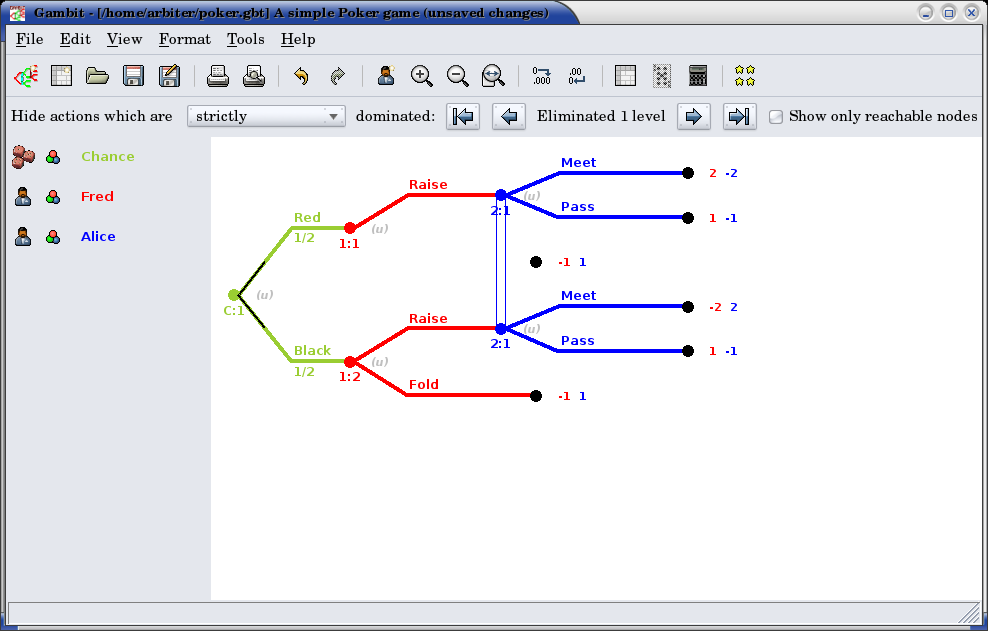 Gambit - [/home/arbiter/poker.gbt] A simple Poker game (unsaved changes)
File Edit View Format Tools Help
.000 .00
Hide actions which are strictly dominated: Eliminated 1 level Show only reachable nodes
Chance
Fred
Alice
Meet
2 -2
Raise
(u)
2:1
Pass
1 -1
Red
1/2
1:1
(u)
-1 1
C:1
(u)
Meet
-2 2
Raise
(u)
2:1
Pass
1 -1
Black
1/2
1:2
(u)
Fold
-1 1